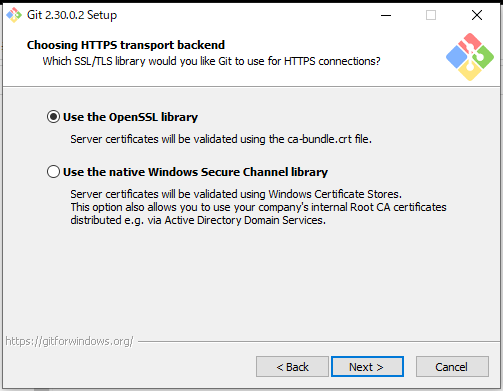 Git 2.30.0.2 Setup
Choosing HTTPS transport backend
Which SSL/TLS library would you like Git to use for HTTPS connections?
Use the OpenSSL library
Server certificates will be validated using the ca-bundle.crt file.
Use the native Windows Secure Channel library
Server certificates will be validated using Windows Certificate Stores.
This option also allows you to use your company's internal Root CA certificates
distributed e.g. via Active Directory Domain Services.
https://gitforwindows.org/
< Back
Next >
Cancel